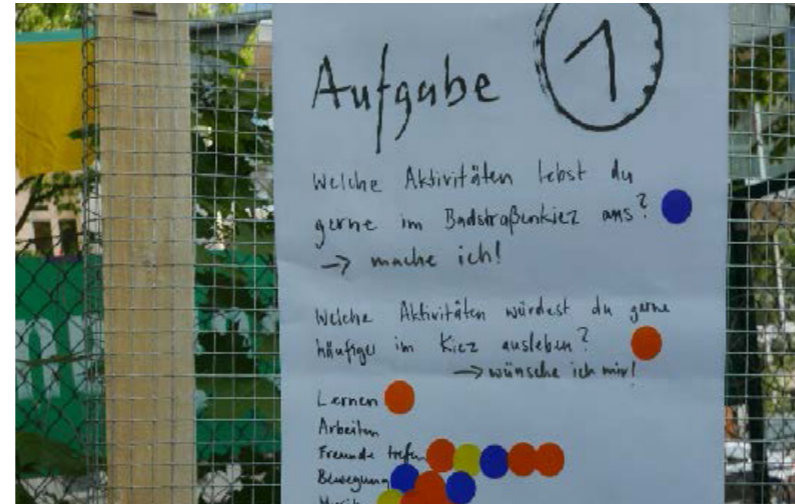 Aufgabe 1
Welche Aktivitäten lebst du
gerne im Badstraßenkiez aus?
→ mache ich!
Welche Aktivitäten würdest du gerne
häufiger im Kiez ausleben?
→ wünsche ich mir!
Lernen
Arbeiten
Freunde treffen
Bewegung